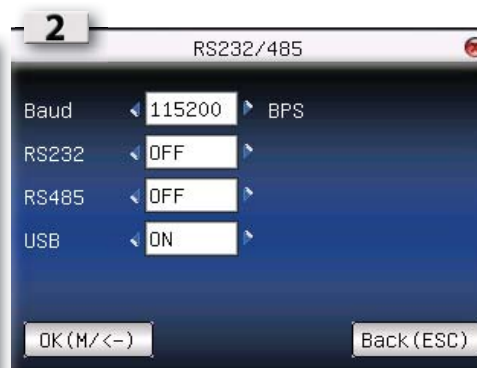 2
RS232/485
Baud 115200 BPS
RS232 OFF
RS485 OFF
USB ON
OK(M/<-) Back(ESC)